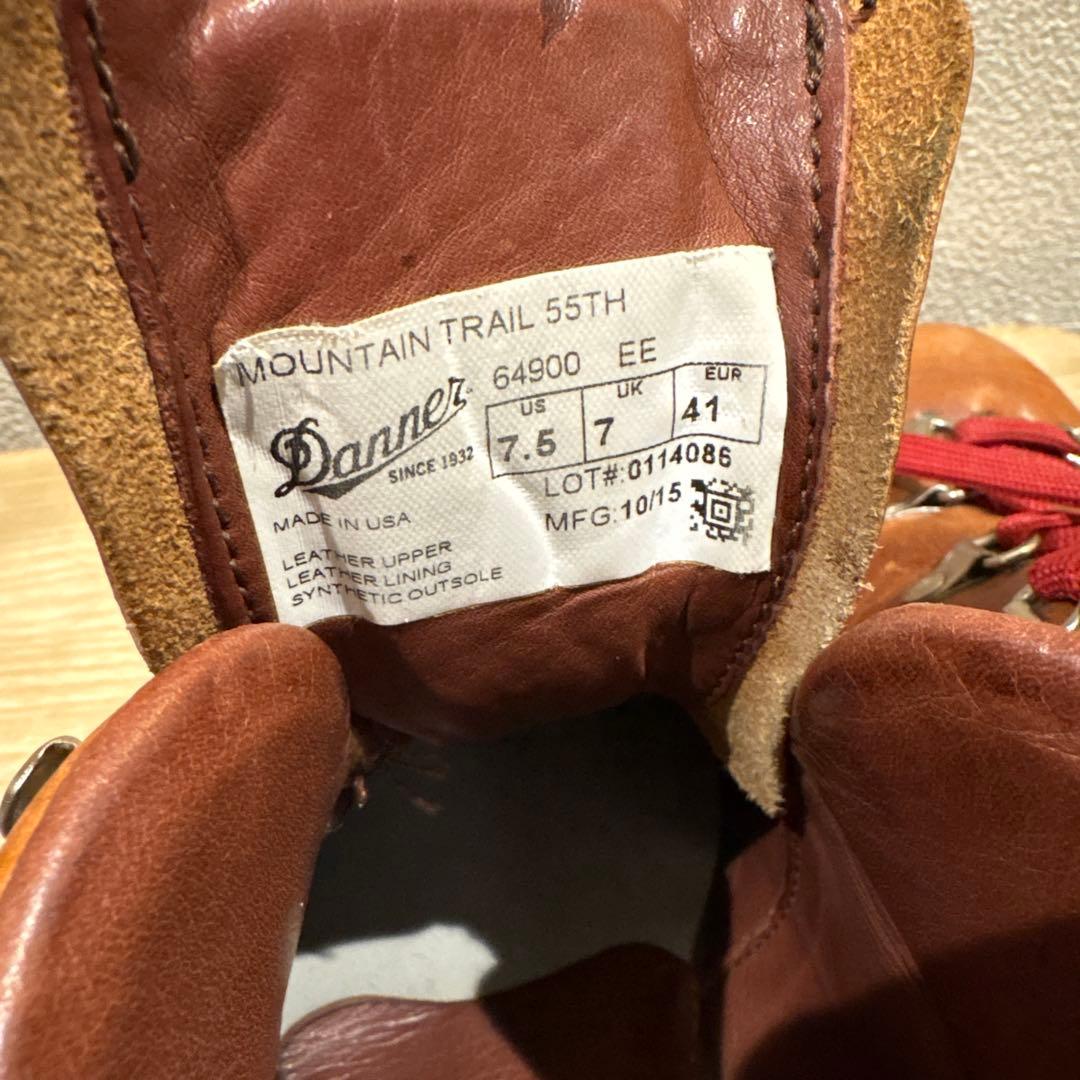 MOUNTAIN TRAIL 55TH
64900 EE
Danner
SINCE 1932
US UK EUR
7.5 7 41
LOT#:0114086
MFG:10/15
MADE IN USA
LEATHER UPPER
LEATHER LINING
SYNTHETIC OUTSOLE